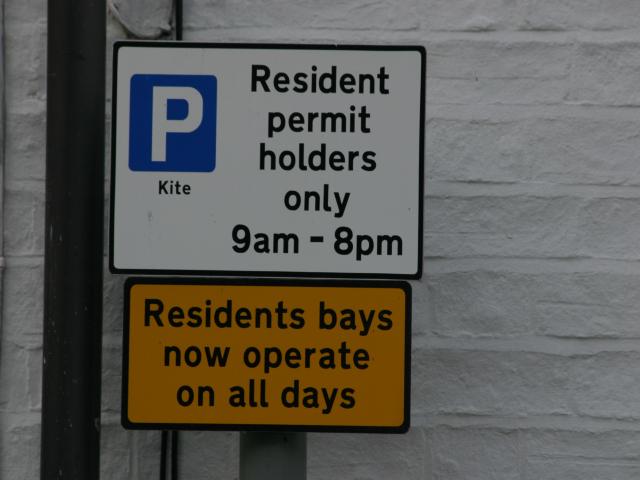 P
Kite
Resident
permit
holders
only
9am - 8pm
Residents bays
now operate
on all days